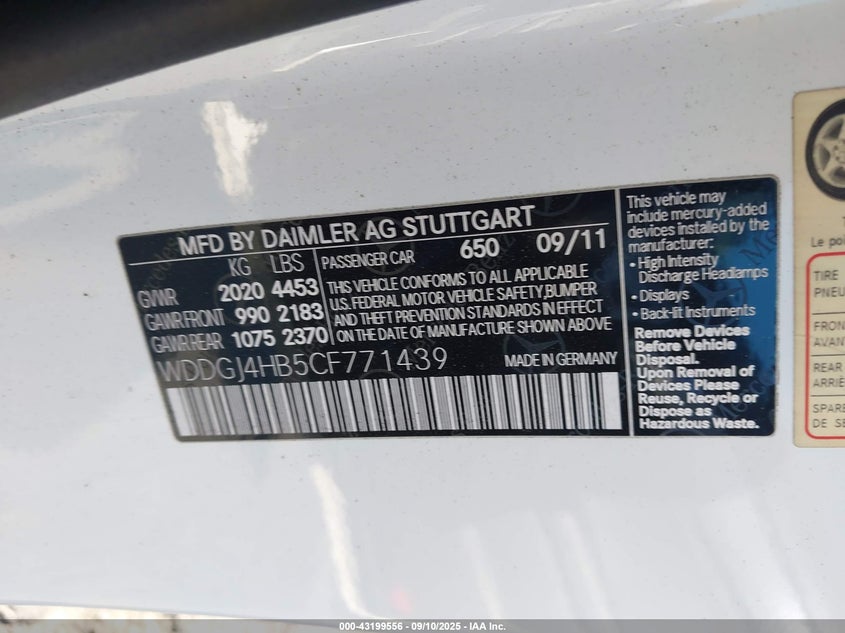 MFD BY DAIMLER AG STUTTGART
KG LBS
GVWR 2020 4453
GAWR FRONT 990 2183
GAWR REAR 1075 2370
PASSENGER CAR 650 09/11
THIS VEHICLE CONFORMS TO ALL APPLICABLE
U.S. FEDERAL MOTOR VEHICLE SAFETY, BUMPER
AND THEFT PREVENTION STANDARDS IN EFFECT
ON THE DATE OF MANUFACTURE SHOWN ABOVE
WDDGJ4HB5CF771439
MADE IN GERMANY
This vehicle may
include mercury-added
devices installed by the
manufacturer:
• High Intensity
Discharge Headlamps
• Displays
• Back-lit Instruments
Remove Devices
Before Vehicle
Disposal.
Upon Removal of
Devices Please
Reuse, Recycle or
Dispose as
Hazardous Waste.
Le
TIRE
FRON
AVAN
REAR
ARRIE
SPARE
DE
000-43199556 - 09/10/2025 - IAA Inc.